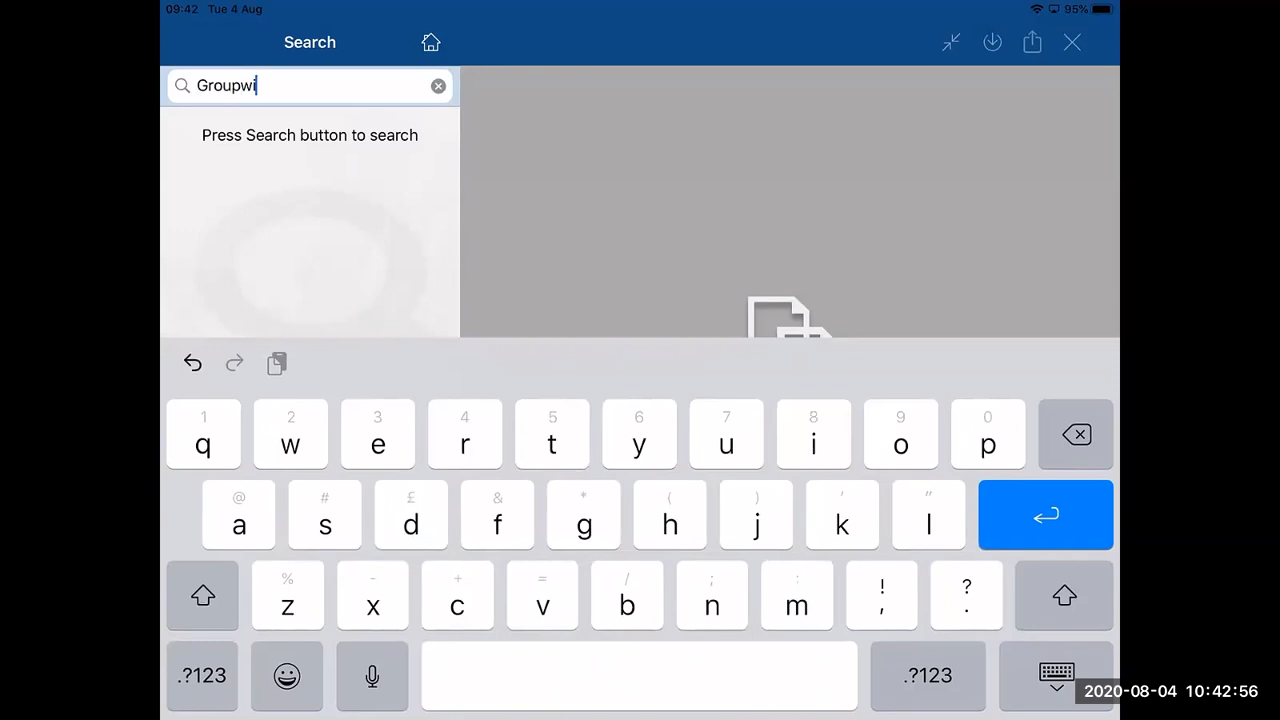 09:42 Tue 4 Aug 95%
Search
Groupwi
Press Search button to search
1 2 3 4 5 6 7 8 9 0
q w e r t y u i o p
@ # £ & * ( ) ' "
a s d f g h j k l
% - + = / ; : ! ?
z x c v b n m , .
.?123 .?123
2020-08-04 10:42:56